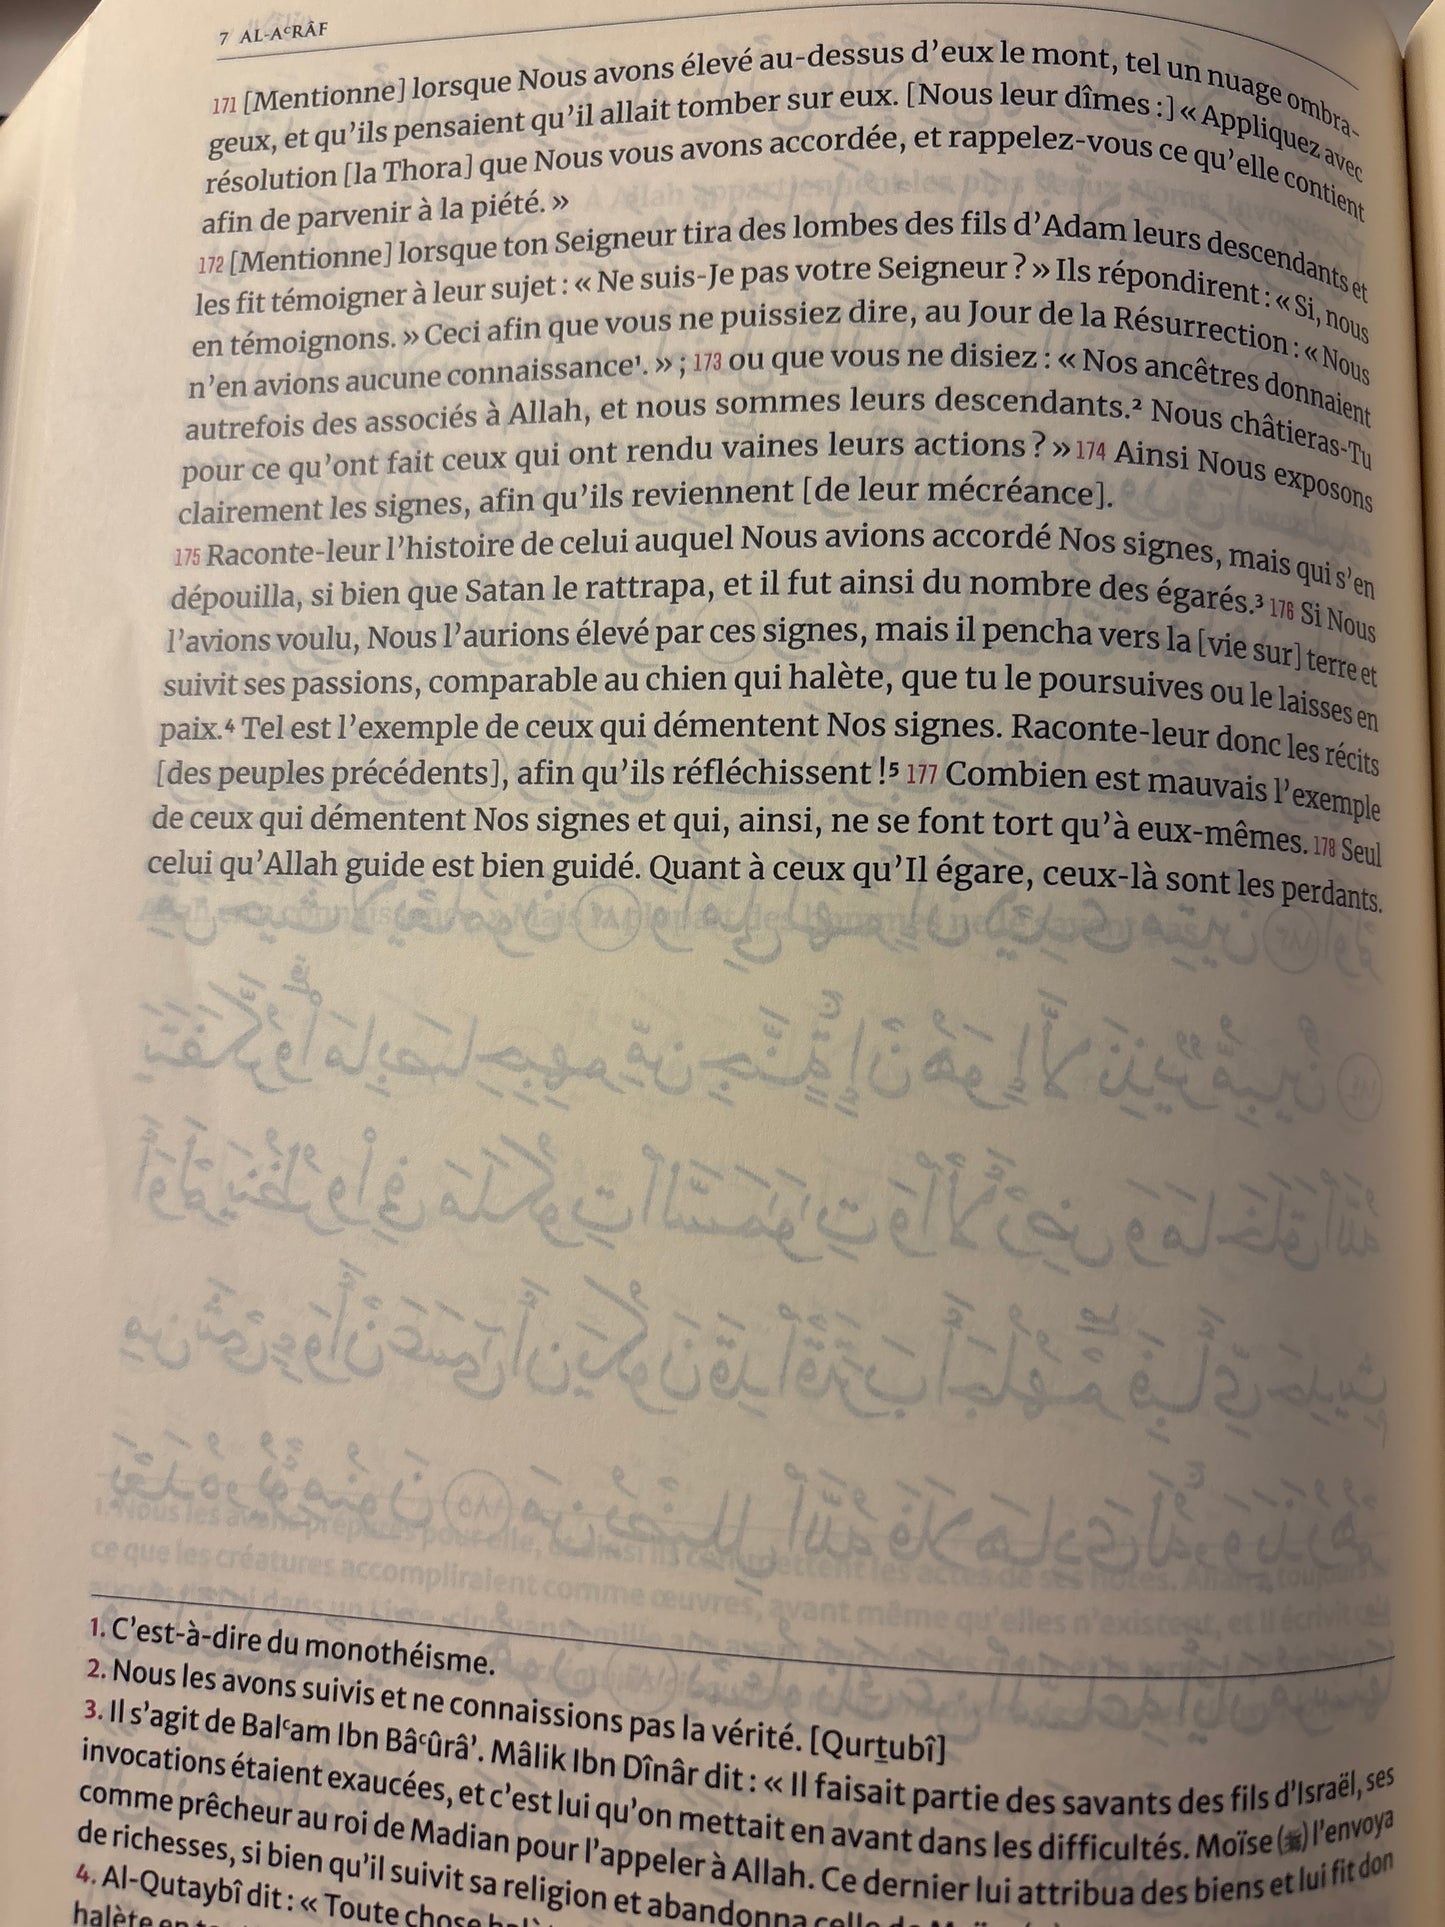 7 AL-AᶜRÂF
171 [Mentionne] lorsque Nous avons élevé au-dessus d’eux le mont, tel un nuage ombra-
geux, et qu’ils pensaient qu’il allait tomber sur eux. [Nous leur dîmes :] « Appliquez avec
résolution [la Thora] que Nous vous avons accordée, et rappelez-vous ce qu’elle contient
afin de parvenir à la piété. »
172 [Mentionne] lorsque ton Seigneur tira des lombes des fils d’Adam leurs descendants et
les fit témoigner à leur sujet : « Ne suis-Je pas votre Seigneur ? » Ils répondirent : « Si, nous
en témoignons. » Ceci afin que vous ne puissiez dire, au Jour de la Résurrection : « Nous
n’en avions aucune connaissance¹. » ; 173 ou que vous ne disiez : « Nos ancêtres donnaient
autrefois des associés à Allah, et nous sommes leurs descendants.² Nous châtieras-Tu
pour ce qu’ont fait ceux qui ont rendu vaines leurs actions ? » 174 Ainsi Nous exposons
clairement les signes, afin qu’ils reviennent [de leur mécréance].
175 Raconte-leur l’histoire de celui auquel Nous avions accordé Nos signes, mais qui s’en
dépouilla, si bien que Satan le rattrapa, et il fut ainsi du nombre des égarés.³ 176 Si Nous
l’avions voulu, Nous l’aurions élevé par ces signes, mais il pencha vers la [vie sur] terre et
suivit ses passions, comparable au chien qui halète, que tu le poursuives ou le laisses en
paix.⁴ Tel est l’exemple de ceux qui démentent Nos signes. Raconte-leur donc les récits
[des peuples précédents], afin qu’ils réfléchissent !⁵ 177 Combien est mauvais l’exemple
de ceux qui démentent Nos signes et qui, ainsi, ne se font tort qu’à eux-mêmes. 178 Seul
celui qu’Allah guide est bien guidé. Quant à ceux qu’Il égare, ceux-là sont les perdants.
1. C’est-à-dire du monothéisme.
2. Nous les avons suivis et ne connaissions pas la vérité. [Qurṯubî]
3. Il s’agit de Balᶜam Ibn Bâᶜûrâ’. Mâlik Ibn Dînâr dit : « Il faisait partie des savants des fils d’Israël, ses
invocations étaient exaucées, et c’est lui qu’on mettait en avant dans les difficultés. Moïse (ﷺ) l’envoya
comme prêcheur au roi de Madian pour l’appeler à Allah. Ce dernier lui attribua des biens et lui fit don
de richesses, si bien qu’il suivit sa religion et abandonna celle de
4. Al-Qutaybî dit : « Toute chose
halète en